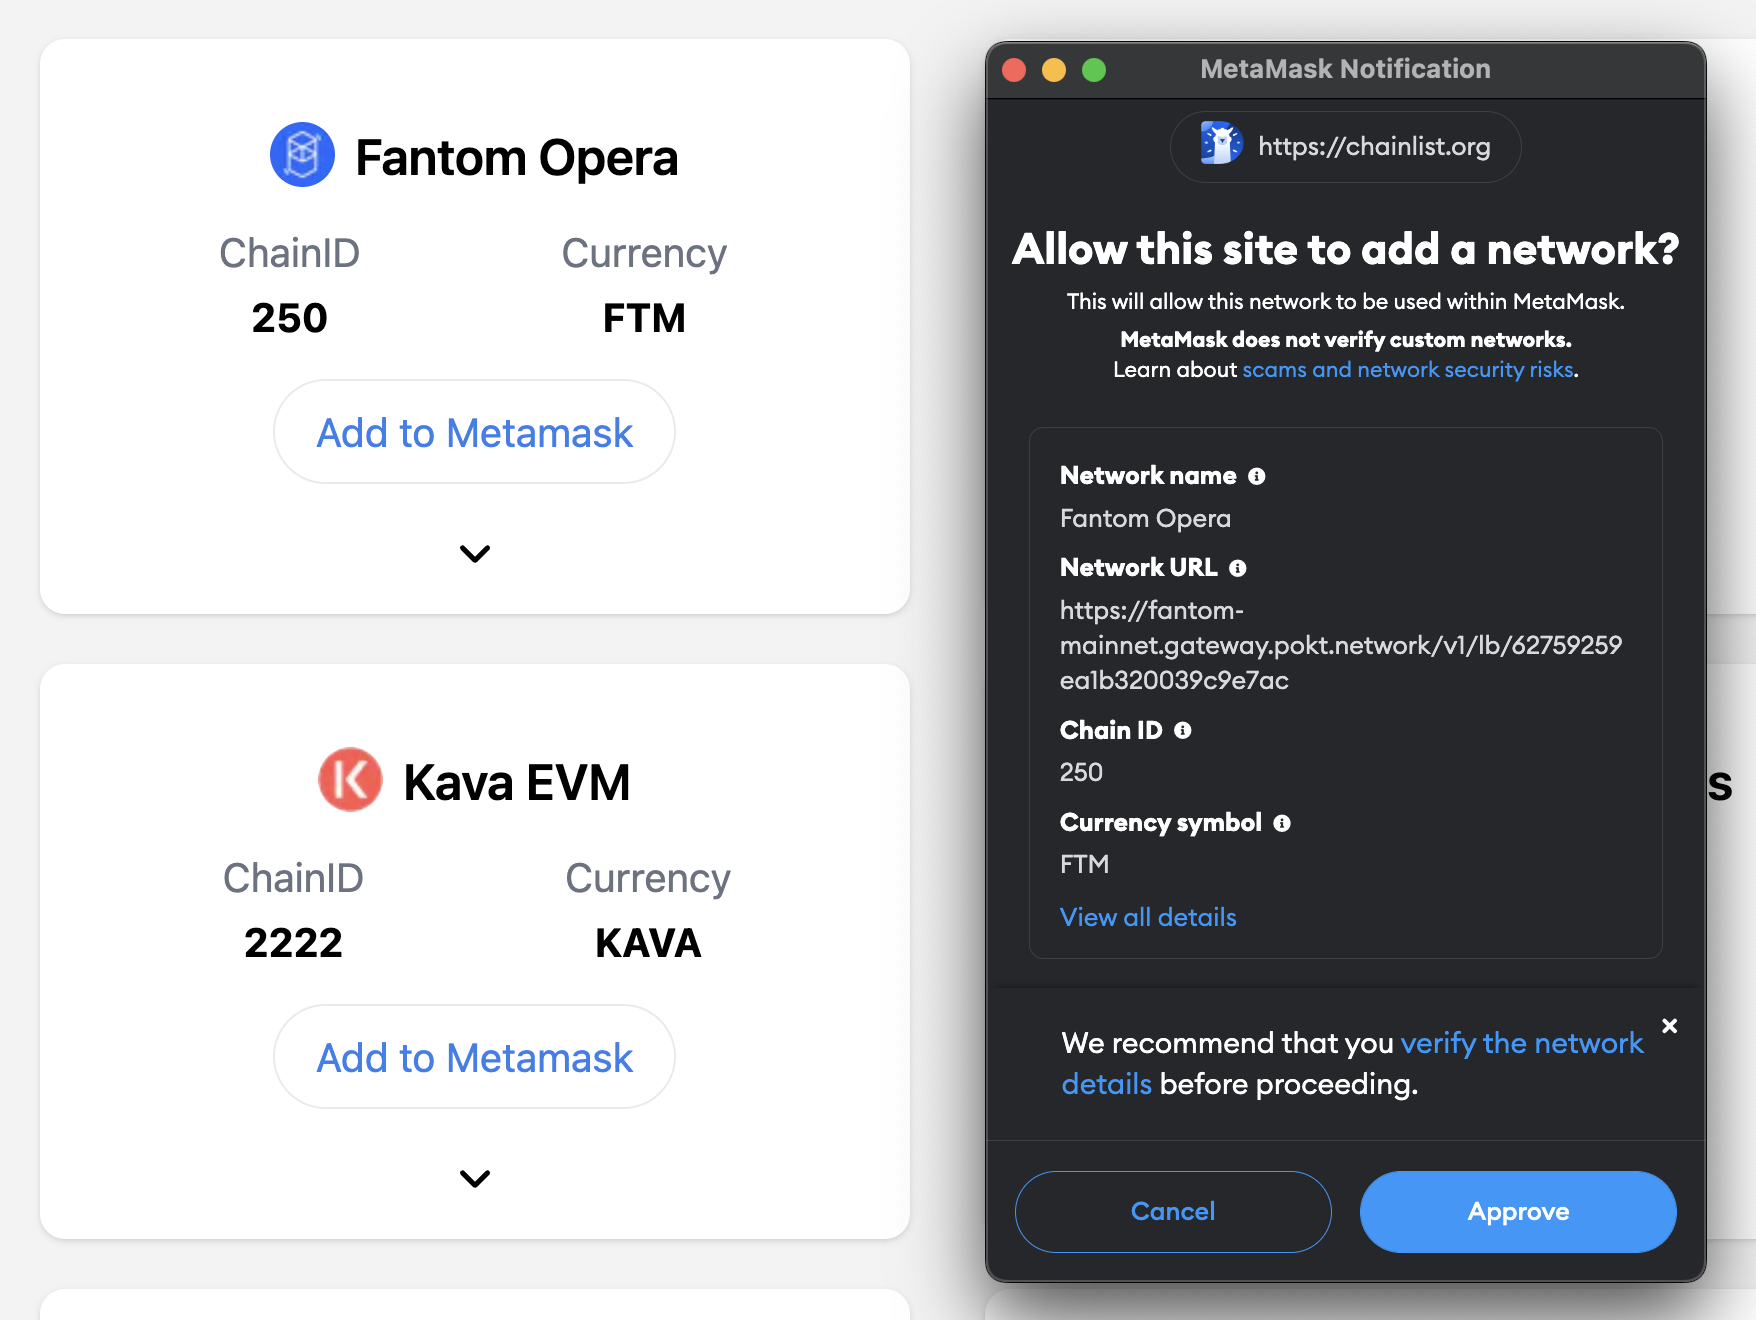 Fantom Opera
ChainID Currency
250 FTM
Add to Metamask
Kava EVM
ChainID Currency
2222 KAVA
Add to Metamask
MetaMask Notification
https://chainlist.org
Allow this site to add a network?
This will allow this network to be used within MetaMask.
MetaMask does not verify custom networks.
Learn about scams and network security risks.
Network name
Fantom Opera
Network URL
https://fantom-
mainnet.gateway.pokt.network/v1/lb/62759259
ea1b320039c9e7ac
Chain ID
250
Currency symbol
FTM
View all details
We recommend that you verify the network
details before proceeding.
Cancel Approve
s